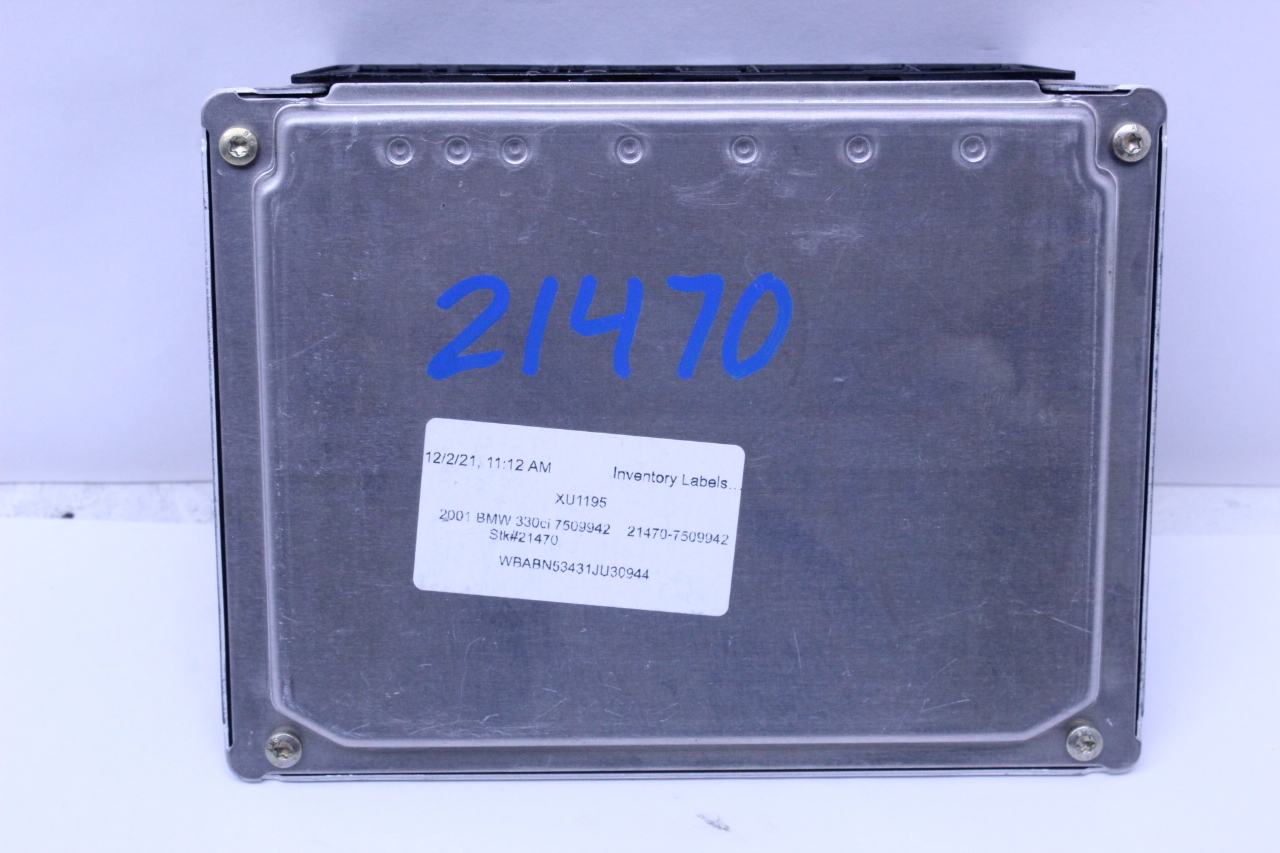 21470
12/2/21, 11:12 AM Inventory Labels...
XU1195
2001 BMW 330ci 7509942 21470-7509942
Stk#21470
WBABN53431JU30944